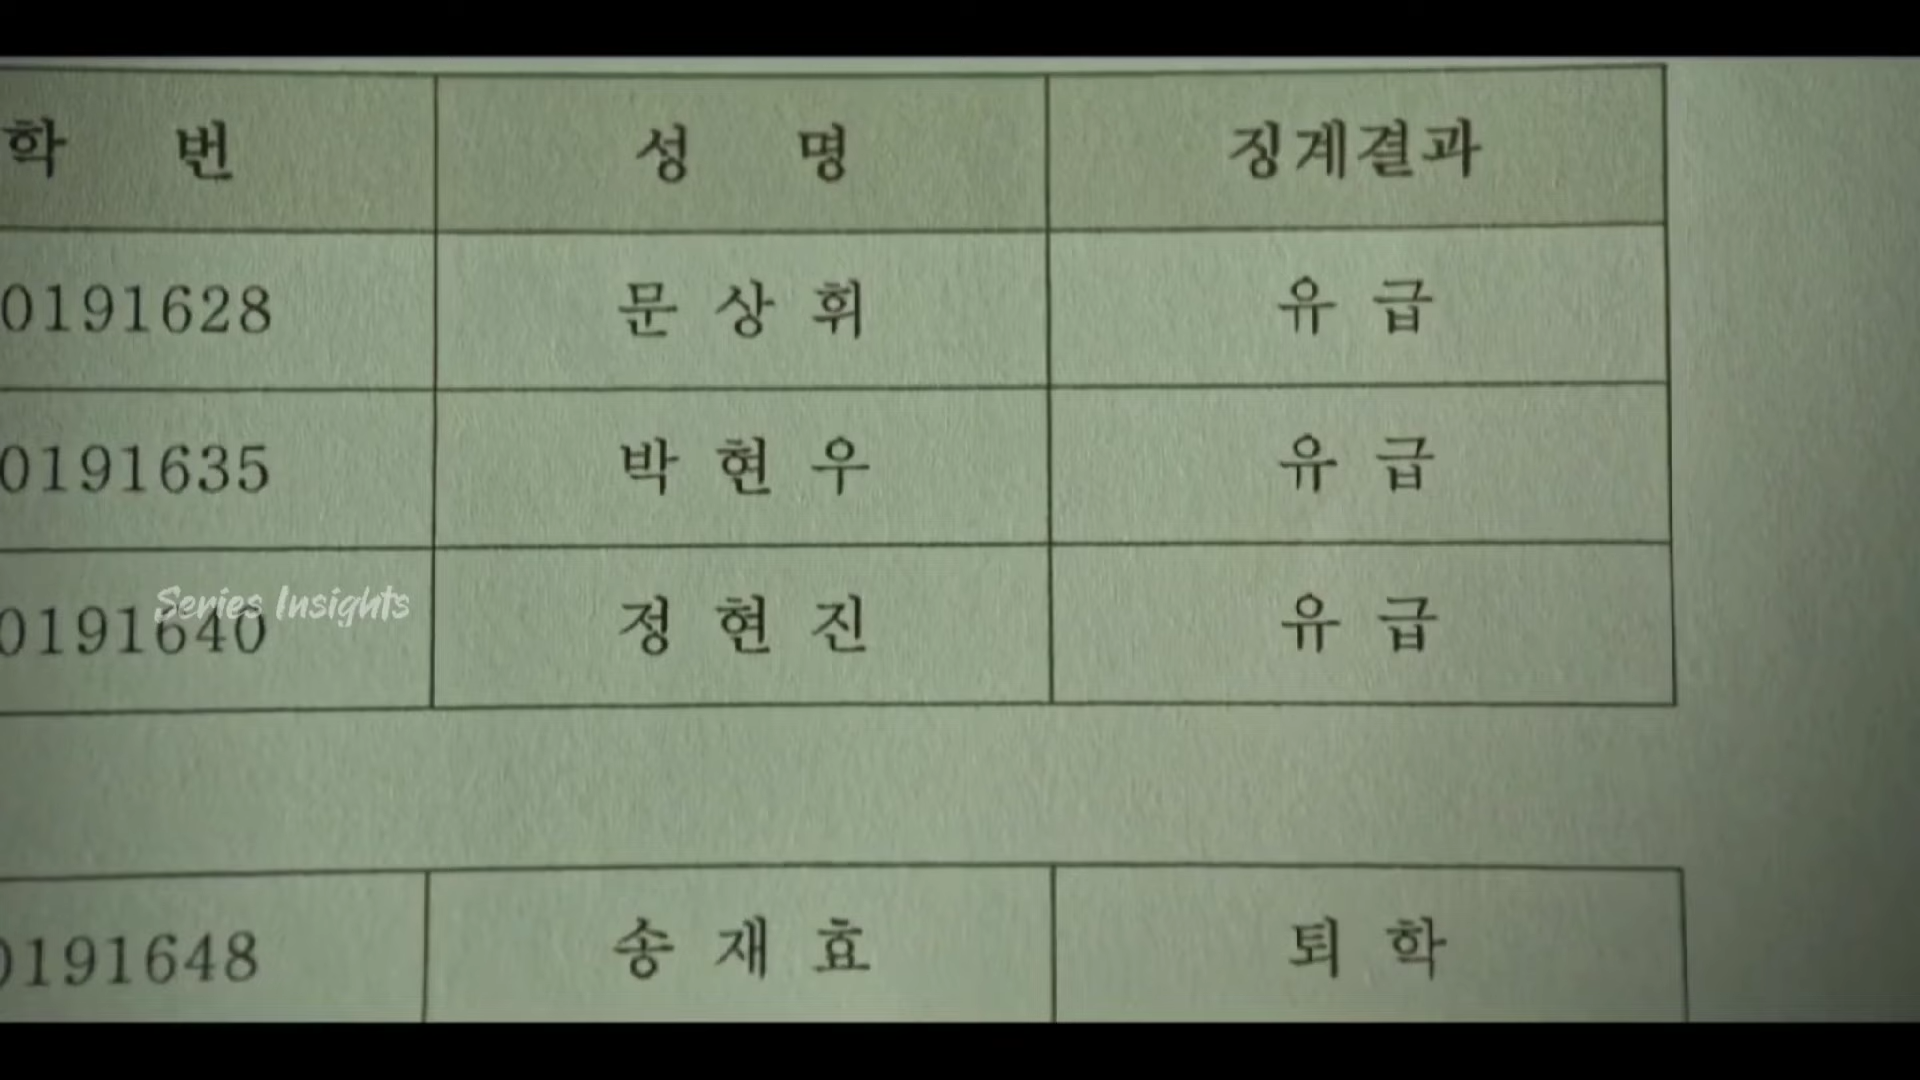 학 번 성 명 징계결과
0191628 문 상 휘 유 급
0191635 박 현 우 유 급
0191640 정 현 진 유 급
Series Insights
0191648 송 재 효 퇴 학